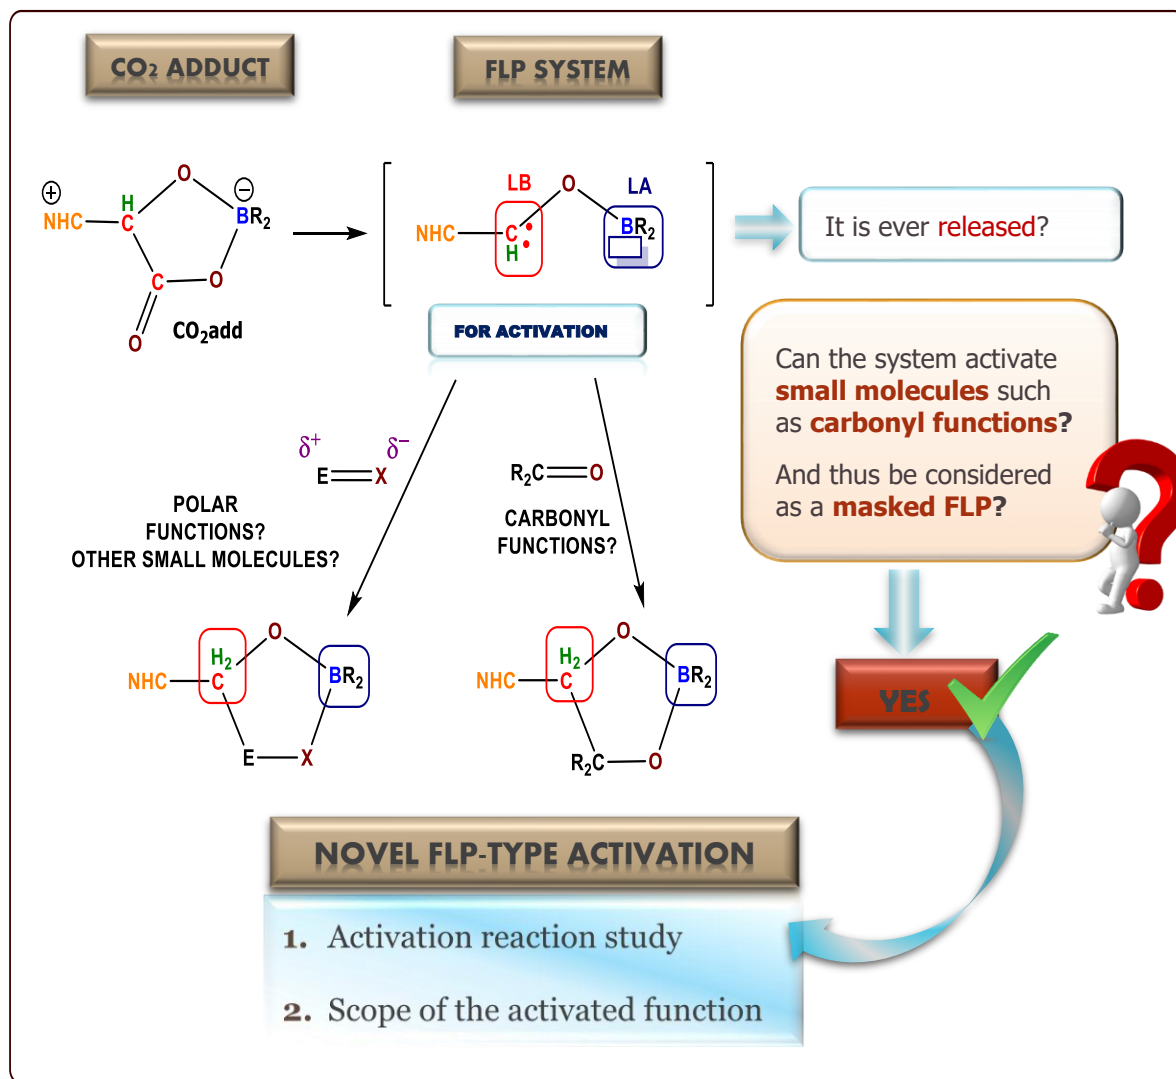 CO₂ ADDUCT
FLP SYSTEM
⊕
NHC
H
C
O
⊖
BR₂
C
O
O
CO₂add
LB
LA
NHC
C
H
O
BR₂
It is ever released?
FOR ACTIVATION
Can the system activate
small molecules such
as carbonyl functions?
And thus be considered
as a masked FLP?
δ⁺ δ⁻
E X
POLAR
FUNCTIONS?
OTHER SMALL MOLECULES?
R₂C O
CARBONYL
FUNCTIONS?
NHC
H₂
C
O
BR₂
E X
NHC
H₂
C
O
BR₂
R₂C O
YES
NOVEL FLP-TYPE ACTIVATION
1. Activation reaction study
2. Scope of the activated function